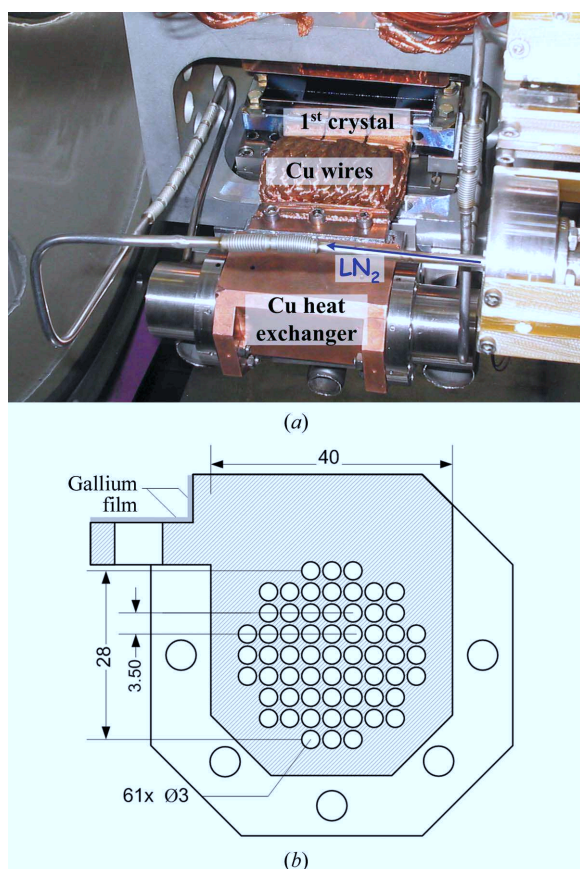 1st crystal
Cu wires
LN2
Cu heat
exchanger
(a)
40
Gallium
film
28
3.50
61x Ø3
(b)